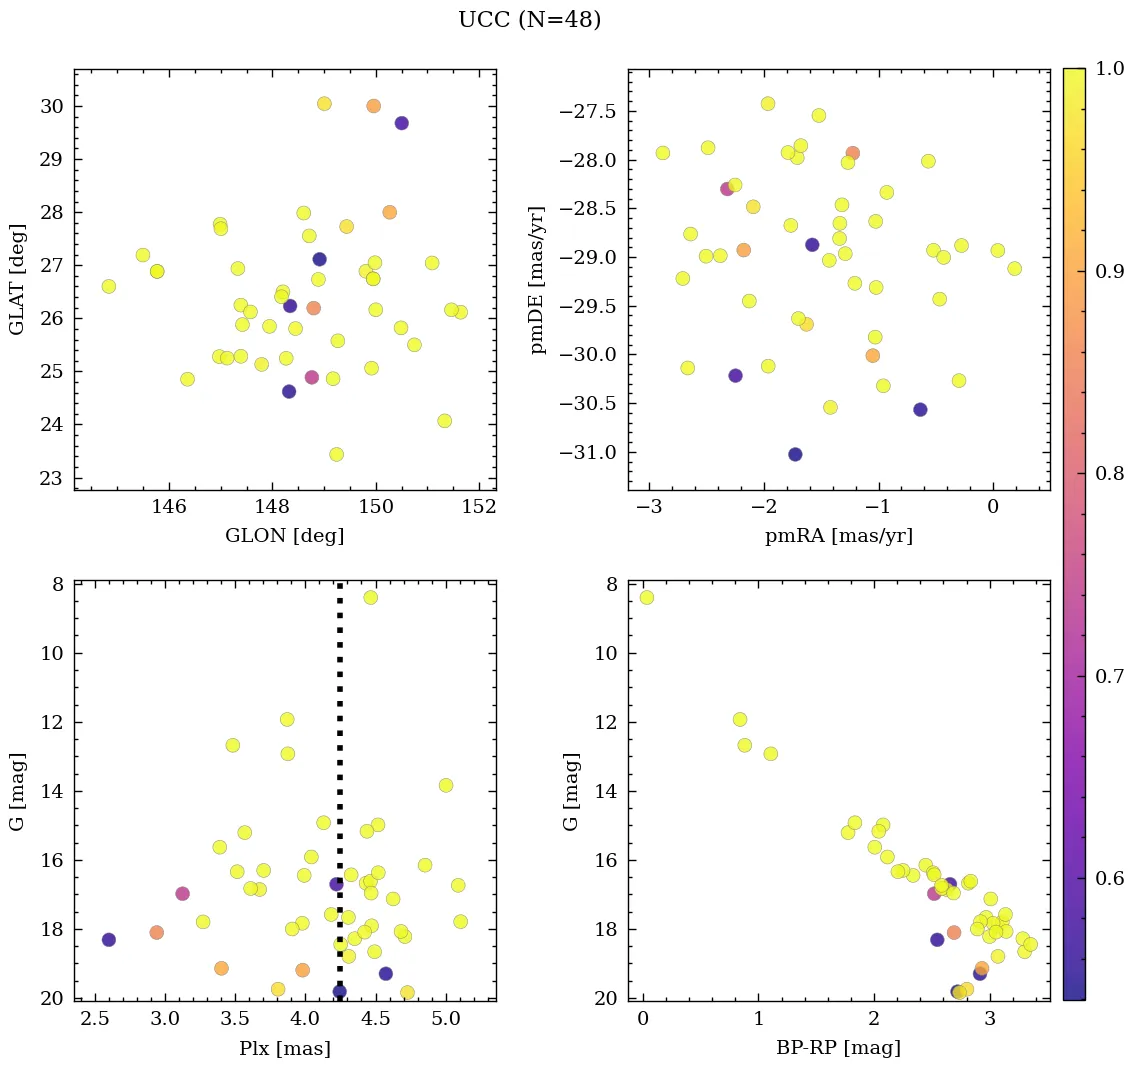 UCC (N=48)
30
29
28
27
26
25
24
23
GLAT [deg]
146 148 150 152
GLON [deg]
−27.5
−28.0
−28.5
−29.0
−29.5
−30.0
−30.5
−31.0
pmDE [mas/yr]
−3 −2 −1 0
pmRA [mas/yr]
1.0
0.9
0.8
0.7
0.6
8
10
12
14
16
18
20
G [mag]
2.5 3.0 3.5 4.0 4.5 5.0
Plx [mas]
8
10
12
14
16
18
20
G [mag]
0 1 2 3
BP-RP [mag]